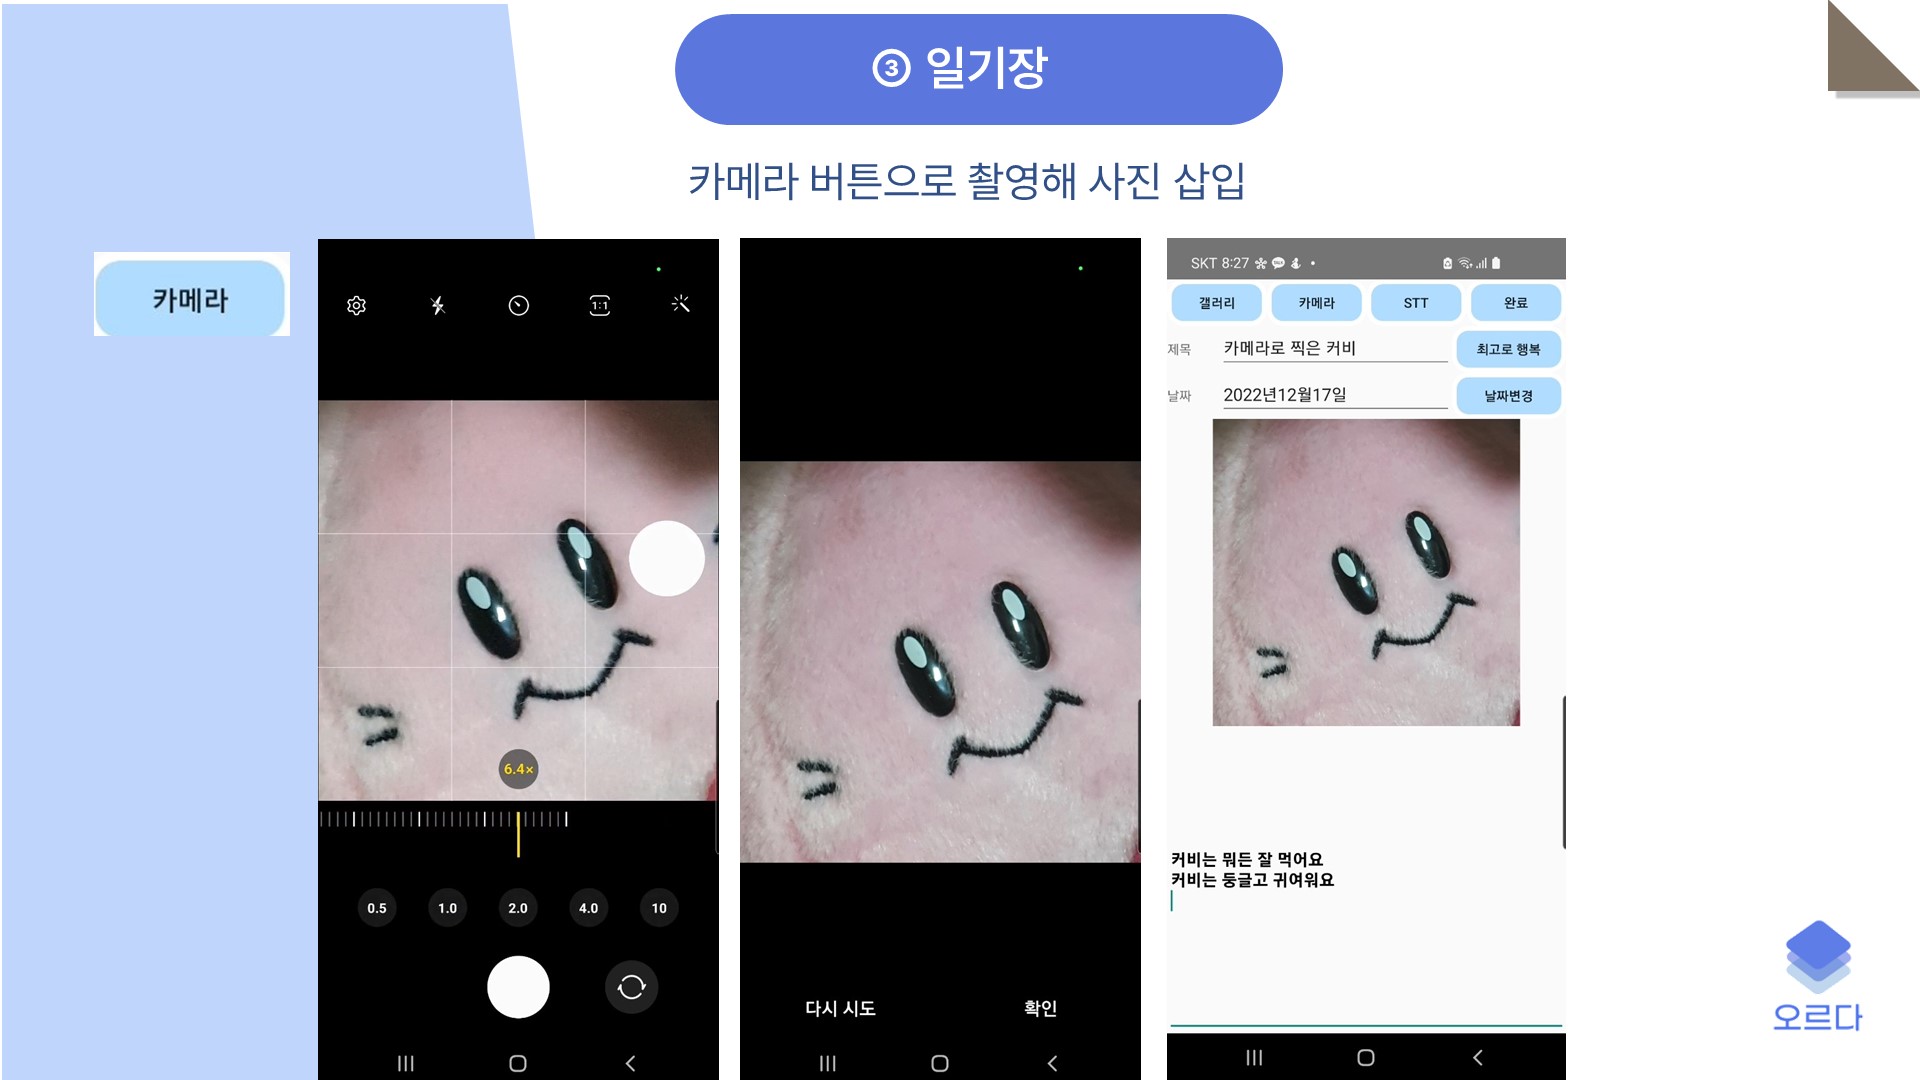 ③ 일기장
카메라 버튼으로 촬영해 사진 삽입
카메라
1:1
6.4×
0.5 1.0 2.0 4.0 10
다시 시도 확인
SKT 8:27
갤러리 카메라 STT 완료
제목 카메라로 찍은 커비 최고로 행복
날짜 2022년12월17일 날짜변경
커비는 뭐든 잘 먹어요
커비는 둥글고 귀여워요
오르다